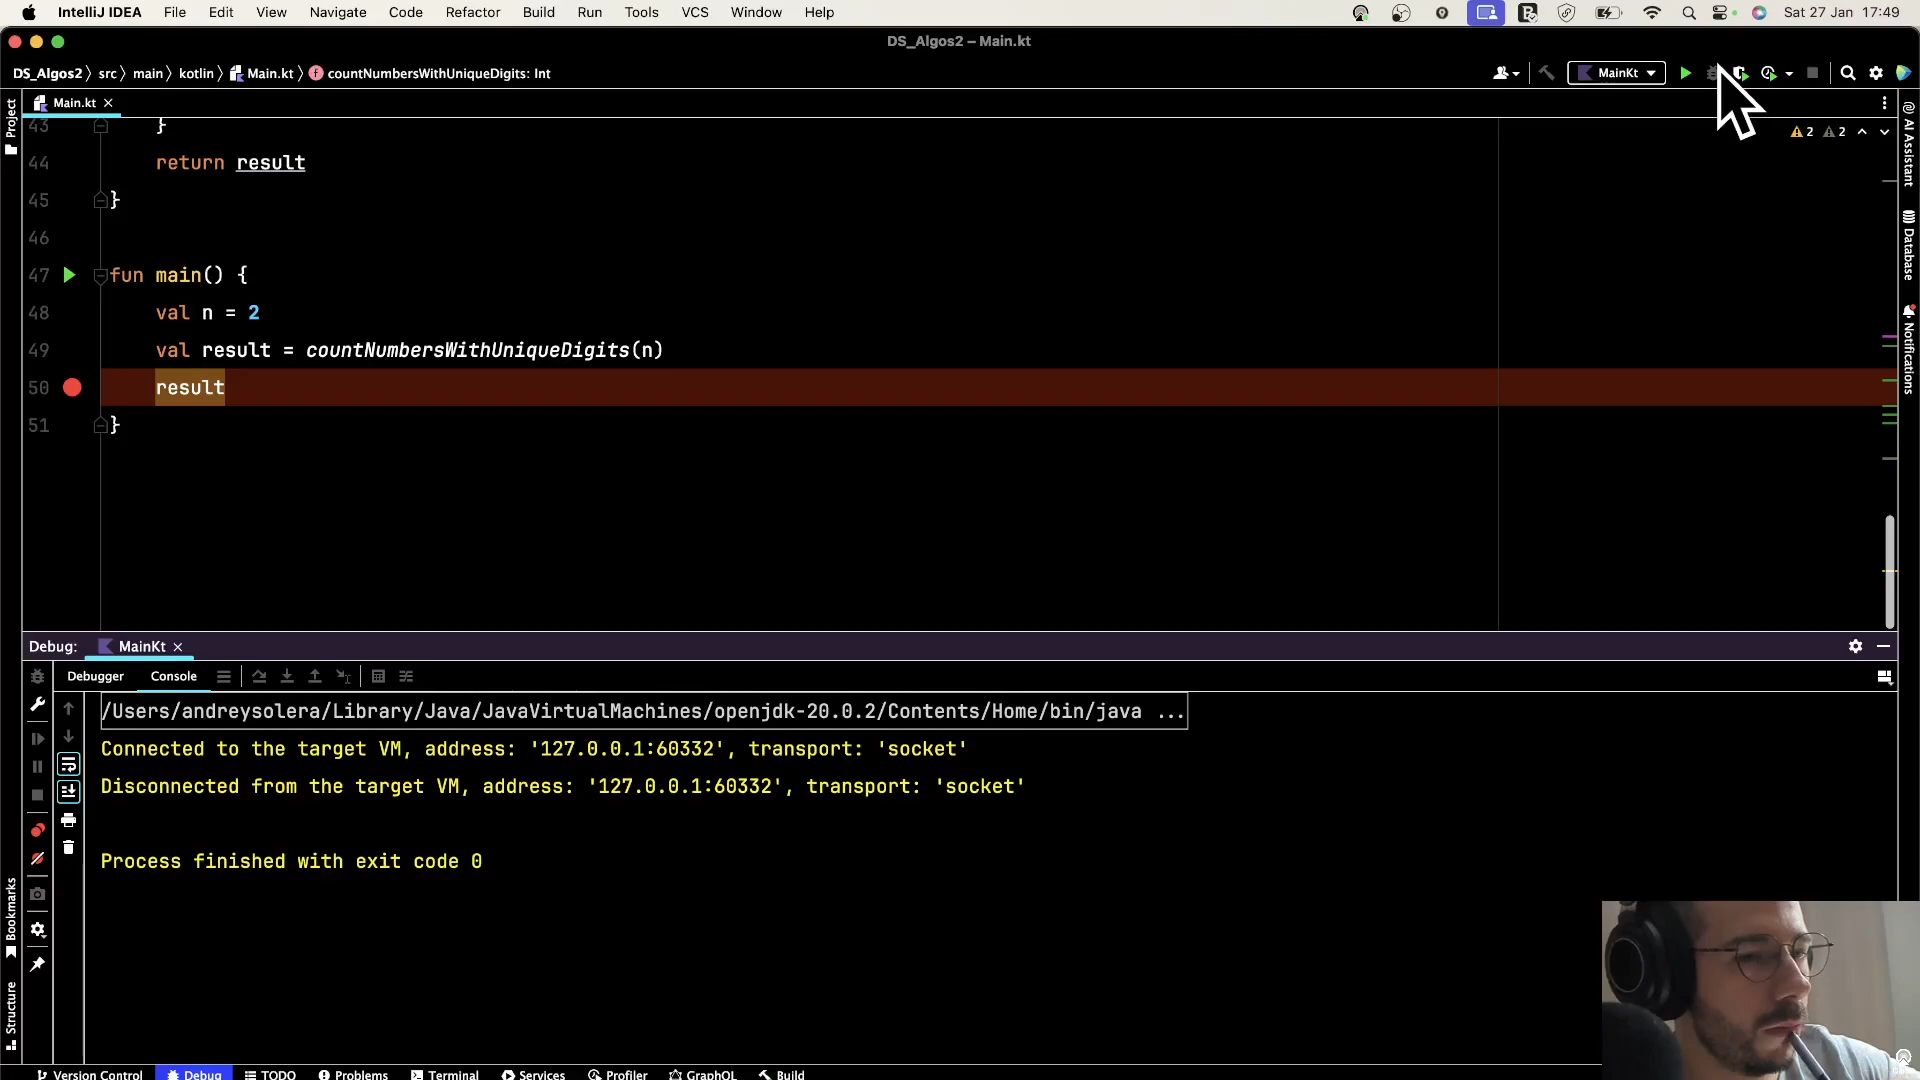 IntelliJ IDEA File Edit View Navigate Code Refactor Build Run Tools VCS Window Help Sat 27 Jan 17:49
DS_Algos2 – Main.kt
DS_Algos2 src main kotlin Main.kt countNumbersWithUniqueDigits: Int MainKt
Main.kt
Project
AI Assistant
Database
Notifications
2 2
43 }
44 return result
45 }
46
47 fun main() {
48 val n = 2
49 val result = countNumbersWithUniqueDigits(n)
50 result
51 }
Debug: MainKt
Debugger Console
/Users/andreysolera/Library/Java/JavaVirtualMachines/openjdk-20.0.2/Contents/Home/bin/java ...
Connected to the target VM, address: '127.0.0.1:60332', transport: 'socket'
Disconnected from the target VM, address: '127.0.0.1:60332', transport: 'socket'
Process finished with exit code 0
Bookmarks
Structure
Version Control Debug TODO Problems Terminal Services Profiler GraphQL Build